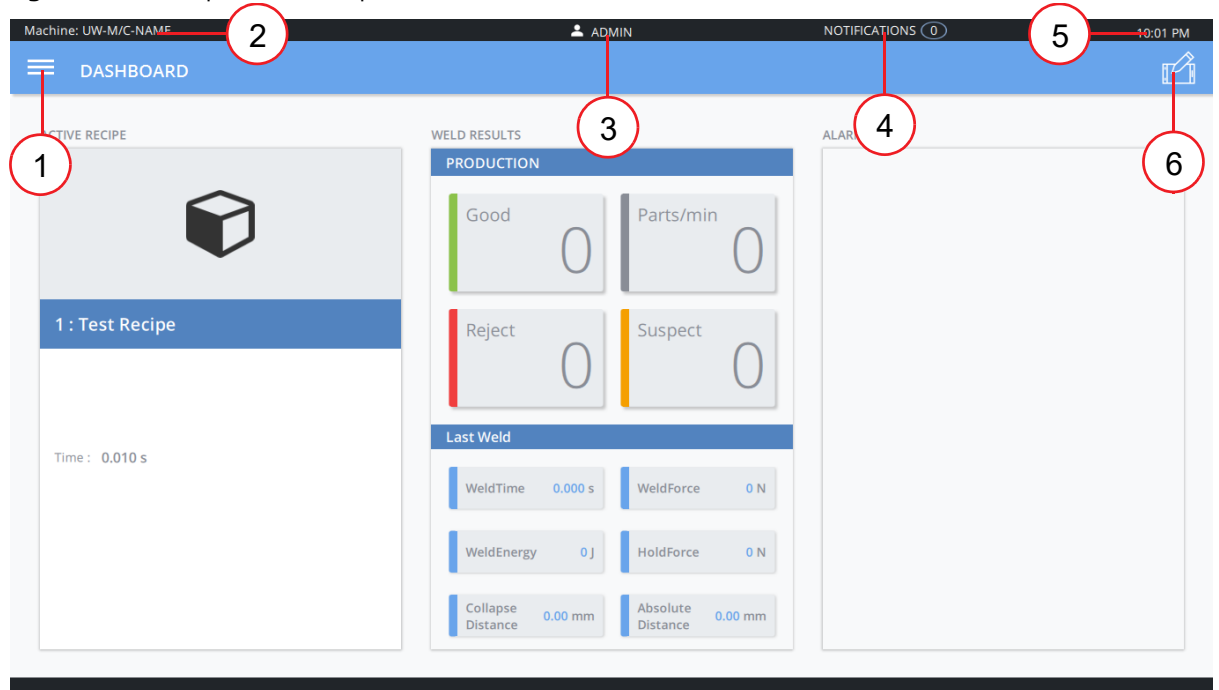 Machine: UW-M/C-NAME
ADMIN
NOTIFICATIONS 0
10:01 PM
2
5
DASHBOARD
ACTIVE RECIPE
WELD RESULTS
3
4
1
6
PRODUCTION
Good
0
Parts/min
0
1 : Test Recipe
Reject
0
Suspect
0
Time : 0.010 s
Last Weld
WeldTime 0.000 s
WeldForce 0 N
WeldEnergy 0 J
HoldForce 0 N
Collapse
Distance 0.00 mm
Absolute
Distance 0.00 mm